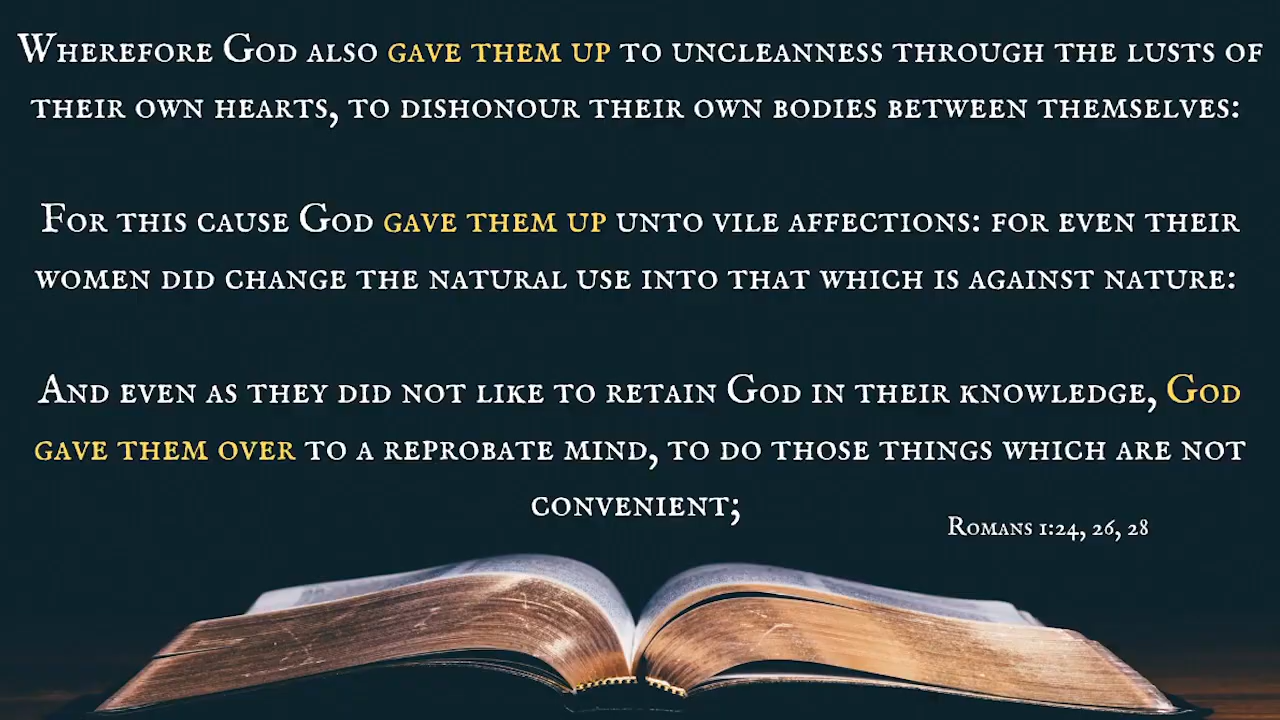 Wherefore God also gave them up to uncleanness through the lusts of
their own hearts, to dishonour their own bodies between themselves:
For this cause God gave them up unto vile affections: for even their
women did change the natural use into that which is against nature:
And even as they did not like to retain God in their knowledge, God
gave them over to a reprobate mind, to do those things which are not
convenient;
Romans 1:24, 26, 28